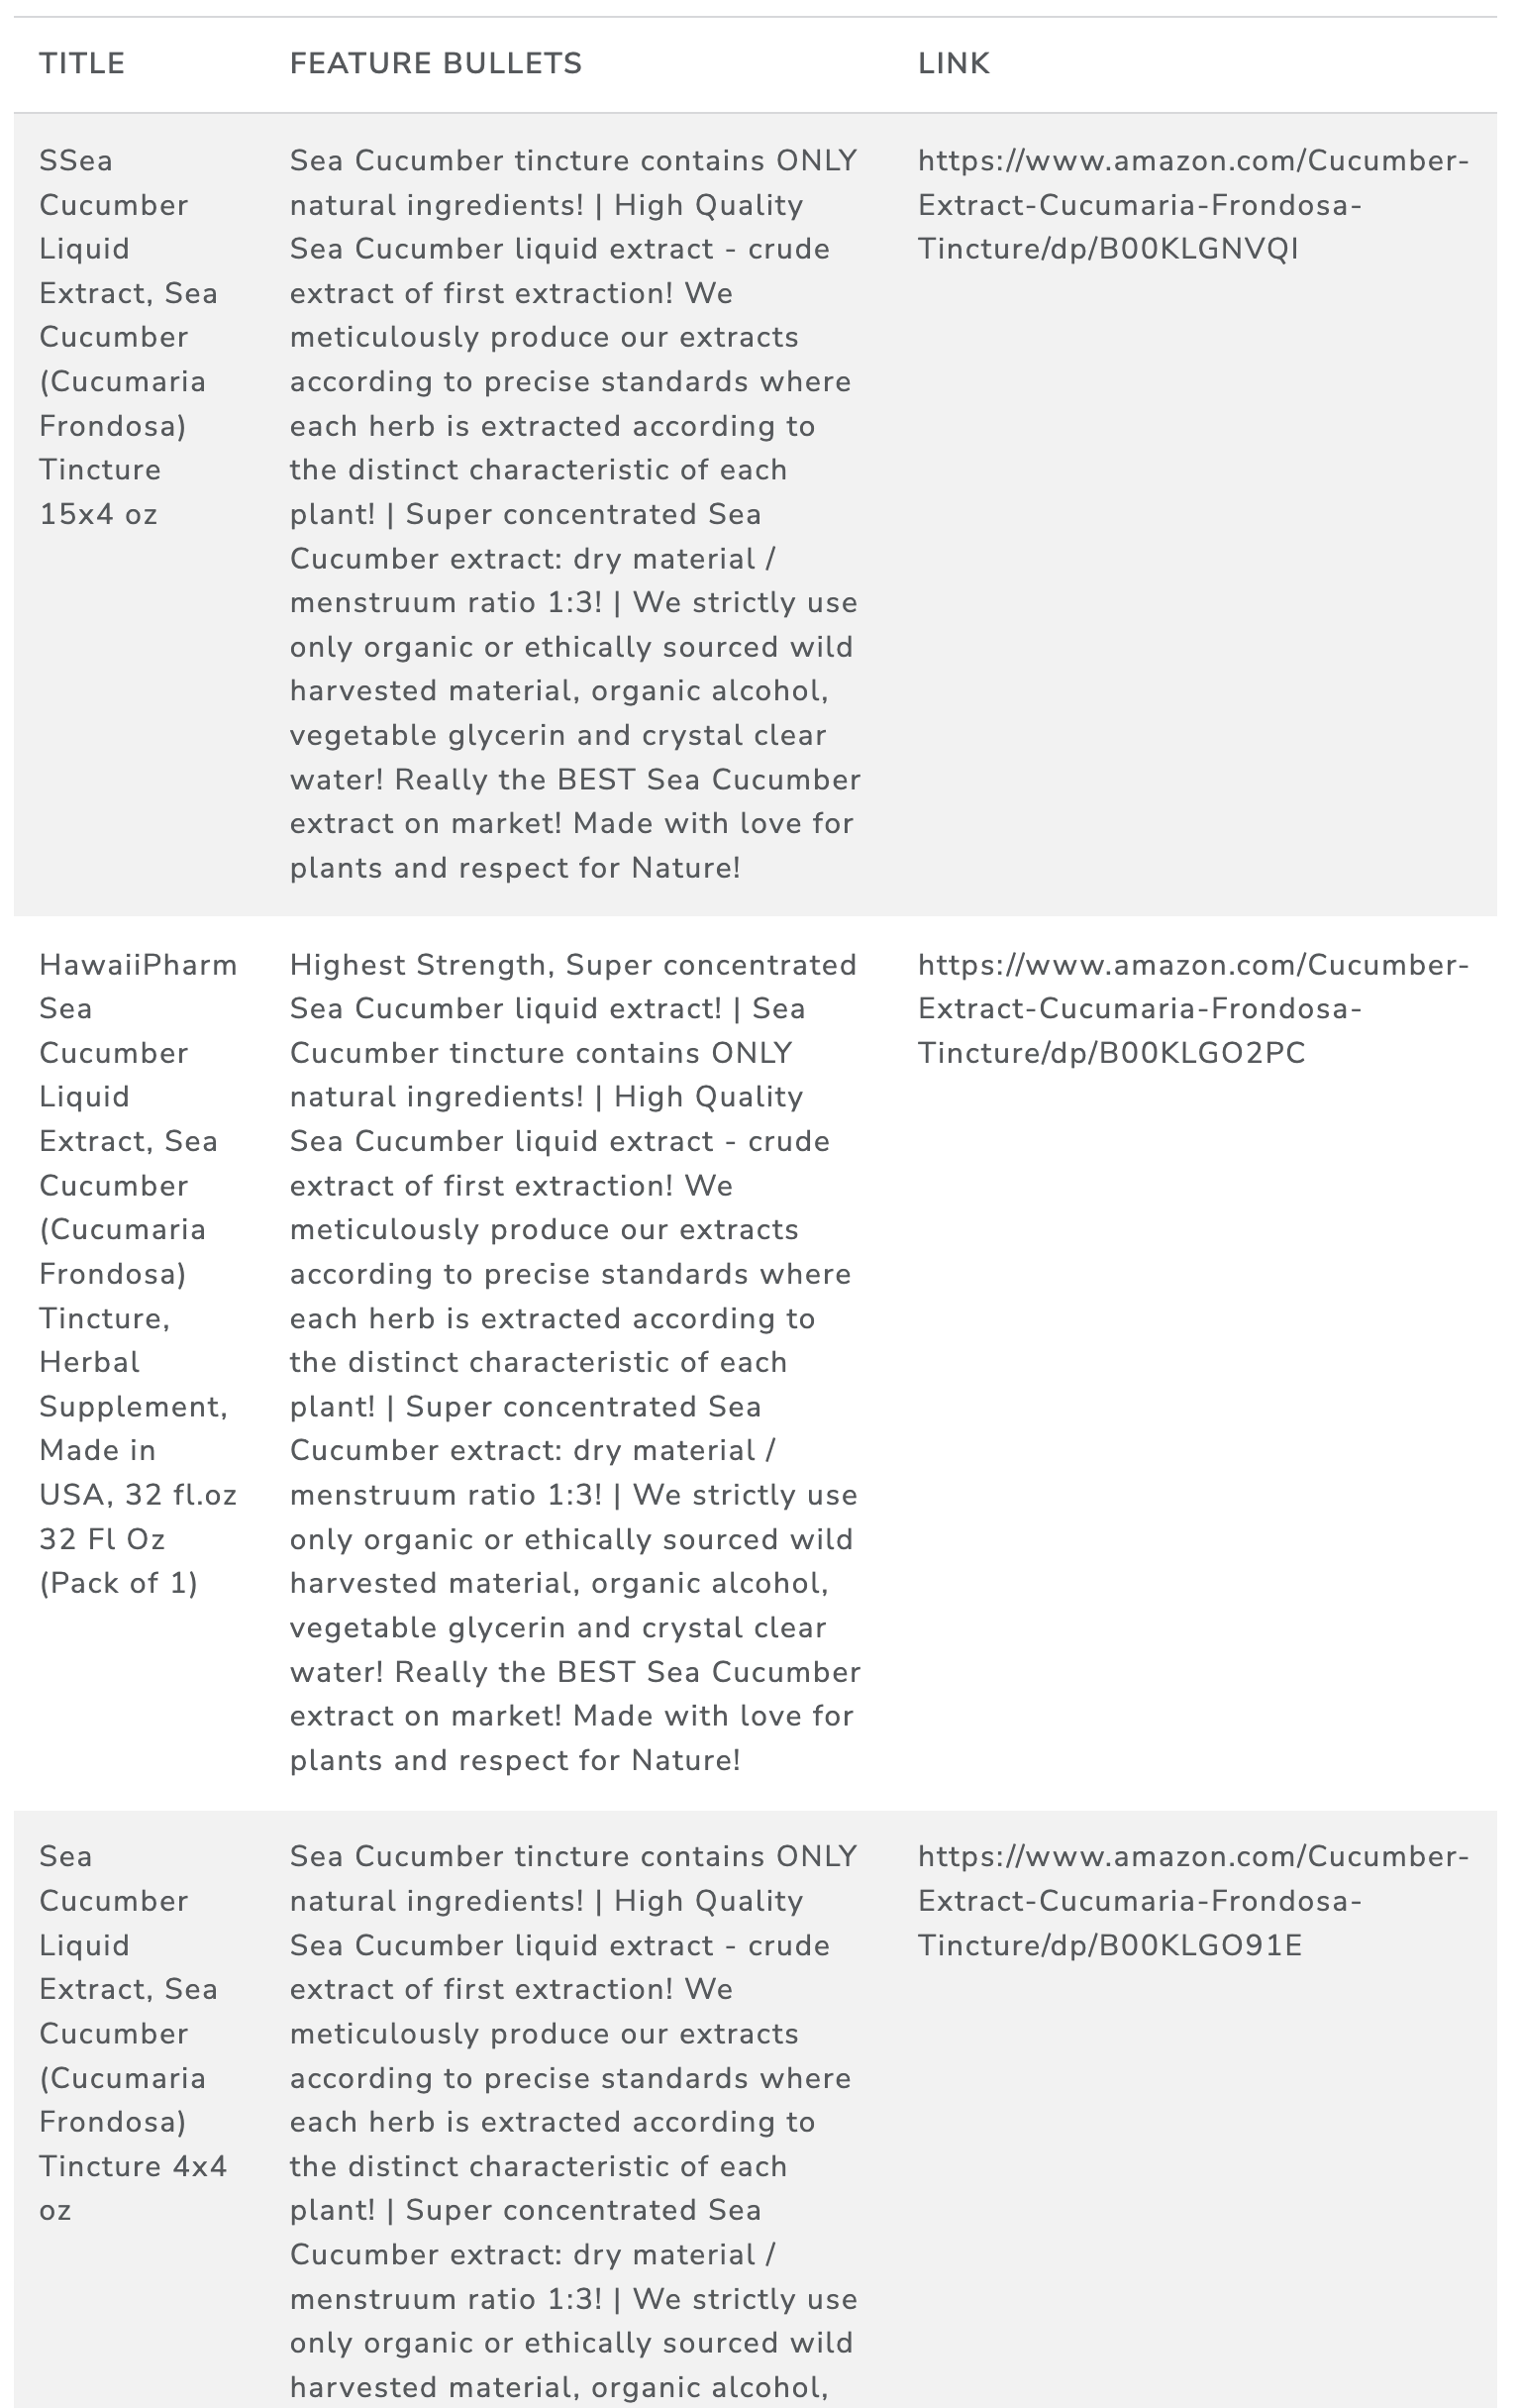 TITLE
FEATURE BULLETS
LINK
SSea
Cucumber
Liquid
Extract, Sea
Cucumber
(Cucumaria
Frondosa)
Tincture
15x4 oz
Sea Cucumber tincture contains ONLY
natural ingredients! | High Quality
Sea Cucumber liquid extract - crude
extract of first extraction! We
meticulously produce our extracts
according to precise standards where
each herb is extracted according to
the distinct characteristic of each
plant! | Super concentrated Sea
Cucumber extract: dry material /
menstruum ratio 1:3! | We strictly use
only organic or ethically sourced wild
harvested material, organic alcohol,
vegetable glycerin and crystal clear
water! Really the BEST Sea Cucumber
extract on market! Made with love for
plants and respect for Nature!
https://www.amazon.com/Cucumber-
Extract-Cucumaria-Frondosa-
Tincture/dp/B00KLGNVQI
HawaiiPharm
Sea
Cucumber
Liquid
Extract, Sea
Cucumber
(Cucumaria
Frondosa)
Tincture,
Herbal
Supplement,
Made in
USA, 32 fl.oz
32 Fl Oz
(Pack of 1)
Highest Strength, Super concentrated
Sea Cucumber liquid extract! | Sea
Cucumber tincture contains ONLY
natural ingredients! | High Quality
Sea Cucumber liquid extract - crude
extract of first extraction! We
meticulously produce our extracts
according to precise standards where
each herb is extracted according to
the distinct characteristic of each
plant! | Super concentrated Sea
Cucumber extract: dry material /
menstruum ratio 1:3! | We strictly use
only organic or ethically sourced wild
harvested material, organic alcohol,
vegetable glycerin and crystal clear
water! Really the BEST Sea Cucumber
extract on market! Made with love for
plants and respect for Nature!
https://www.amazon.com/Cucumber-
Extract-Cucumaria-Frondosa-
Tincture/dp/B00KLGO2PC
Sea
Cucumber
Liquid
Extract, Sea
Cucumber
(Cucumaria
Frondosa)
Tincture 4x4
oz
Sea Cucumber tincture contains ONLY
natural ingredients! | High Quality
Sea Cucumber liquid extract - crude
extract of first extraction! We
meticulously produce our extracts
according to precise standards where
each herb is extracted according to
the distinct characteristic of each
plant! | Super concentrated Sea
Cucumber extract: dry material /
menstruum ratio 1:3! | We strictly use
only organic or ethically sourced wild
harvested material, organic alcohol,
https://www.amazon.com/Cucumber-
Extract-Cucumaria-Frondosa-
Tincture/dp/B00KLGO91E